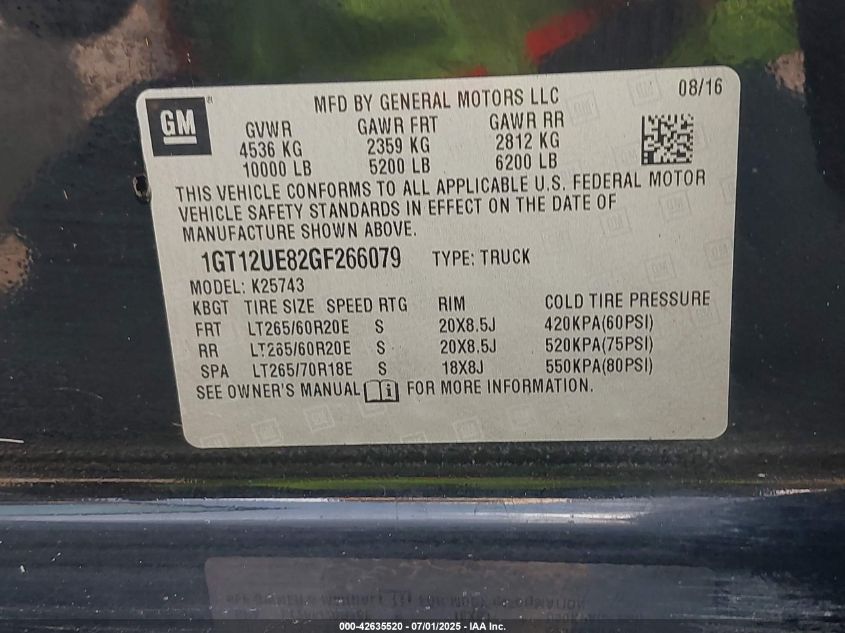 GM
MFD BY GENERAL MOTORS LLC 08/16
GVWR GAWR FRT GAWR RR
4536 KG 2359 KG 2812 KG
10000 LB 5200 LB 6200 LB
THIS VEHICLE CONFORMS TO ALL APPLICABLE U.S. FEDERAL MOTOR
VEHICLE SAFETY STANDARDS IN EFFECT ON THE DATE OF
MANUFACTURE SHOWN ABOVE.
1GT12UE82GF266079 TYPE: TRUCK
MODEL: K25743
KBGT TIRE SIZE SPEED RTG RIM COLD TIRE PRESSURE
FRT LT265/60R20E S 20X8.5J 420KPA(60PSI)
RR LT265/60R20E S 20X8.5J 520KPA(75PSI)
SPA LT265/70R18E S 18X8J 550KPA(80PSI)
SEE OWNER'S MANUAL FOR MORE INFORMATION.
000-42635520 - 07/01/2025 - IAA Inc.